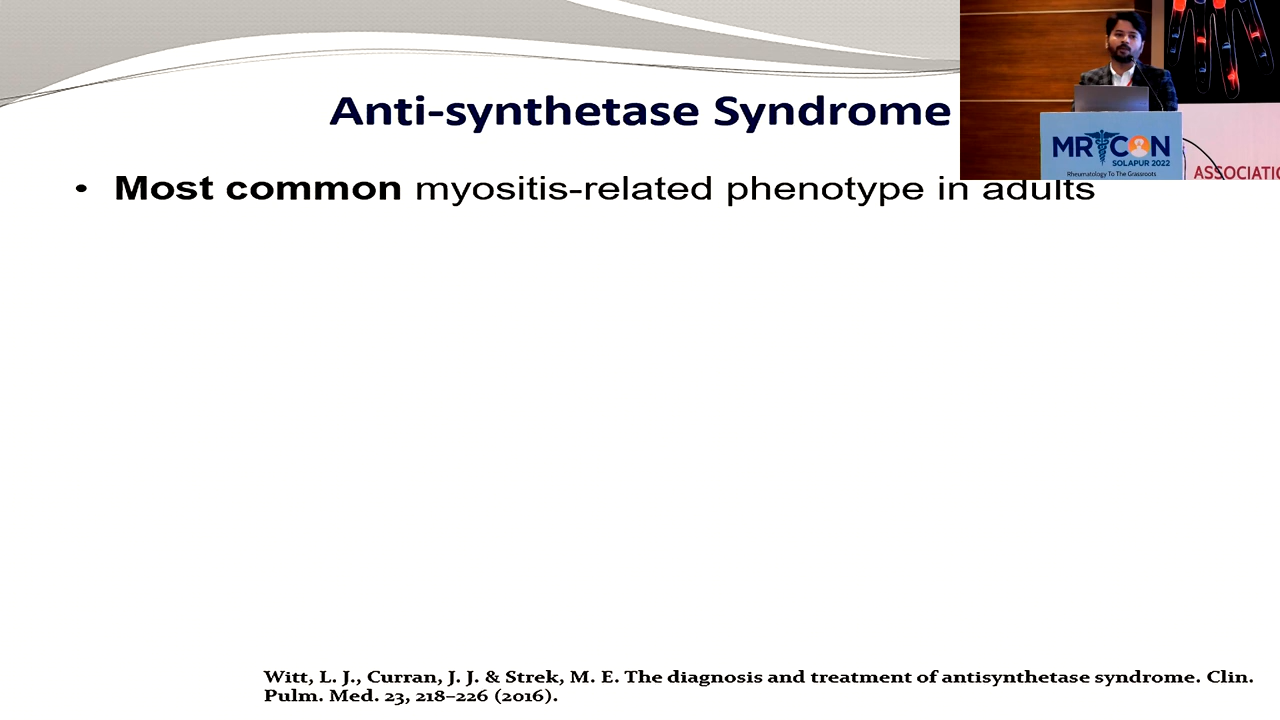 Anti-synthetase Syndrome
• Most common myositis-related phenotype in adults
MRICON
SOLAPUR 2022
Rheumatology To The Grassroots
ASSOCIATIO
Witt, L. J., Curran, J. J. & Strek, M. E. The diagnosis and treatment of antisynthetase syndrome. Clin.
Pulm. Med. 23, 218–226 (2016).